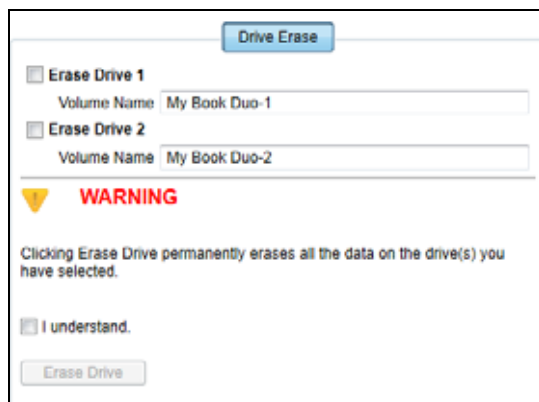 Drive Erase
Erase Drive 1
Volume Name My Book Duo-1
Erase Drive 2
Volume Name My Book Duo-2
WARNING
Clicking Erase Drive permanently erases all the data on the drive(s) you
have selected.
I understand.
Erase Drive